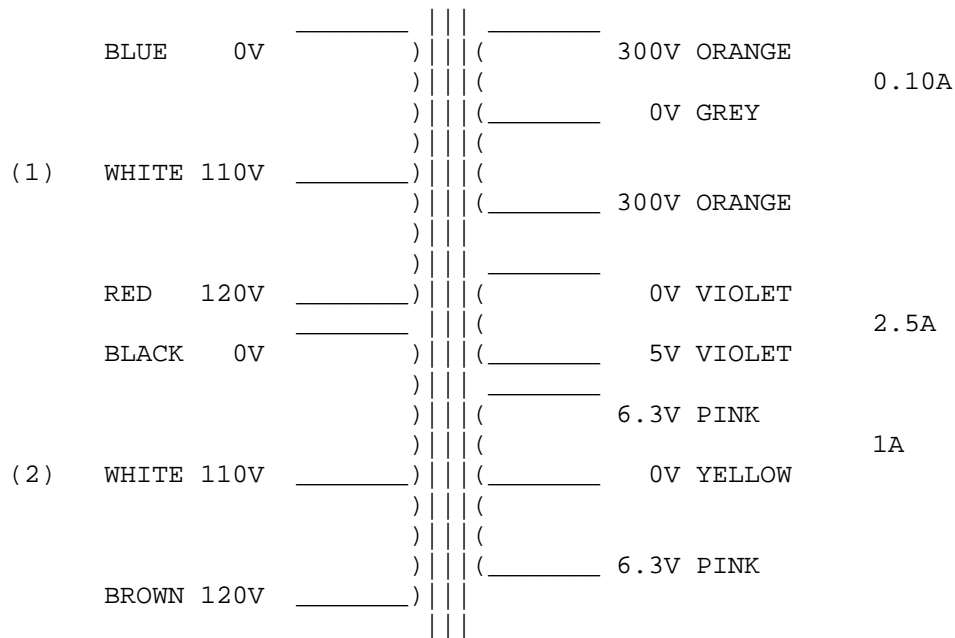 BLUE 0V 300V ORANGE
0.10A
0V GREY
(1) WHITE 110V
300V ORANGE
RED 120V 0V VIOLET
2.5A
BLACK 0V 5V VIOLET
6.3V PINK
1A
(2) WHITE 110V 0V YELLOW
6.3V PINK
BROWN 120V